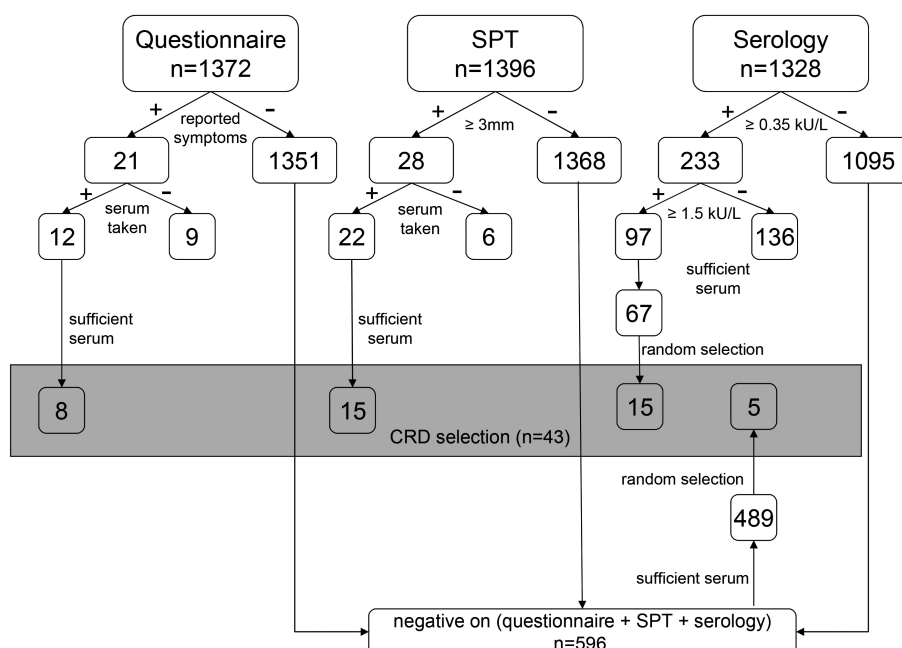 Questionnaire
n=1372
SPT
n=1396
Serology
n=1328
+
reported
symptoms
-
+
≥ 3mm
-
+
≥ 0.35 kU/L
-
21
1351
28
1368
233
1095
+
serum
taken
-
+
serum
taken
-
+
≥ 1.5 kU/L
-
12
9
22
6
97
136
sufficient
serum
67
sufficient
serum
sufficient
serum
random selection
8
15
15
5
CRD selection (n=43)
random selection
489
sufficient serum
negative on (questionnaire + SPT + serology)
n=596